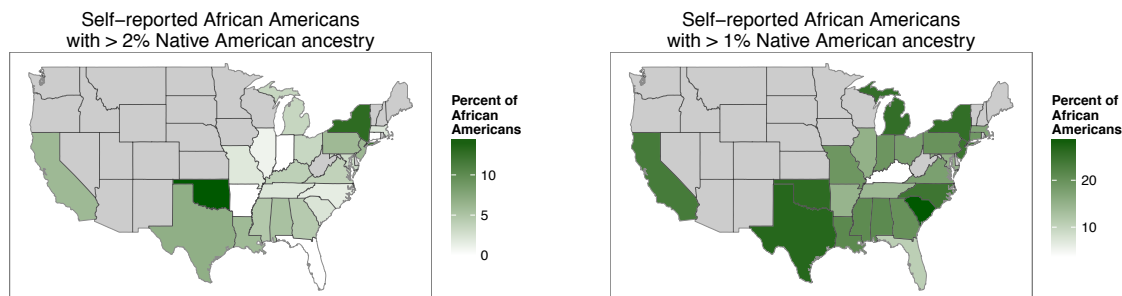 Self−reported African Americans
with > 2% Native American ancestry
Percent of
African
Americans
10
5
0
Self−reported African Americans
with > 1% Native American ancestry
Percent of
African
Americans
20
10